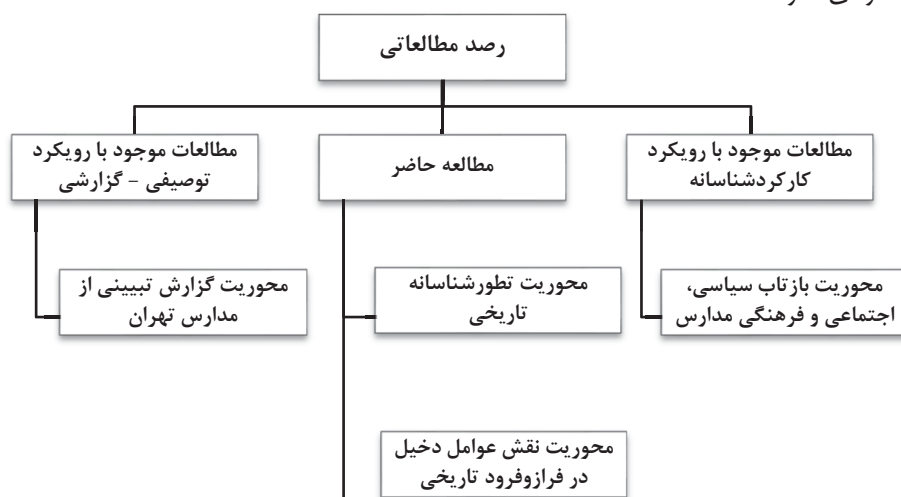 رصد مطالعاتی
مطالعات موجود با رویکرد
کارکردشناسانه
مطالعه حاضر
مطالعات موجود با رویکرد
توصیفی - گزارشی
محوریت بازتاب سیاسی،
اجتماعی و فرهنگی مدارس
محوریت تطورشناسانه
تاریخی
محوریت گزارش تبیینی از
مدارس تهران
محوریت نقش عوامل دخیل
در فرازوفرود تاریخی